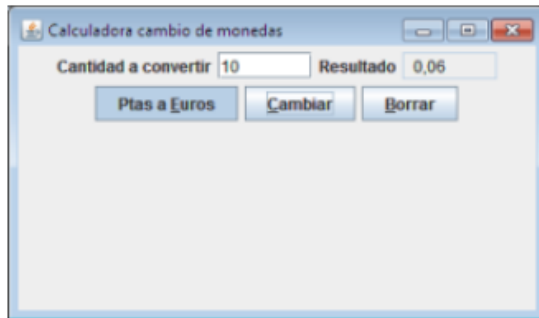 Calculadora cambio de monedas
Cantidad a convertir 10 Resultado 0,06
Ptas a Euros Cambiar Borrar